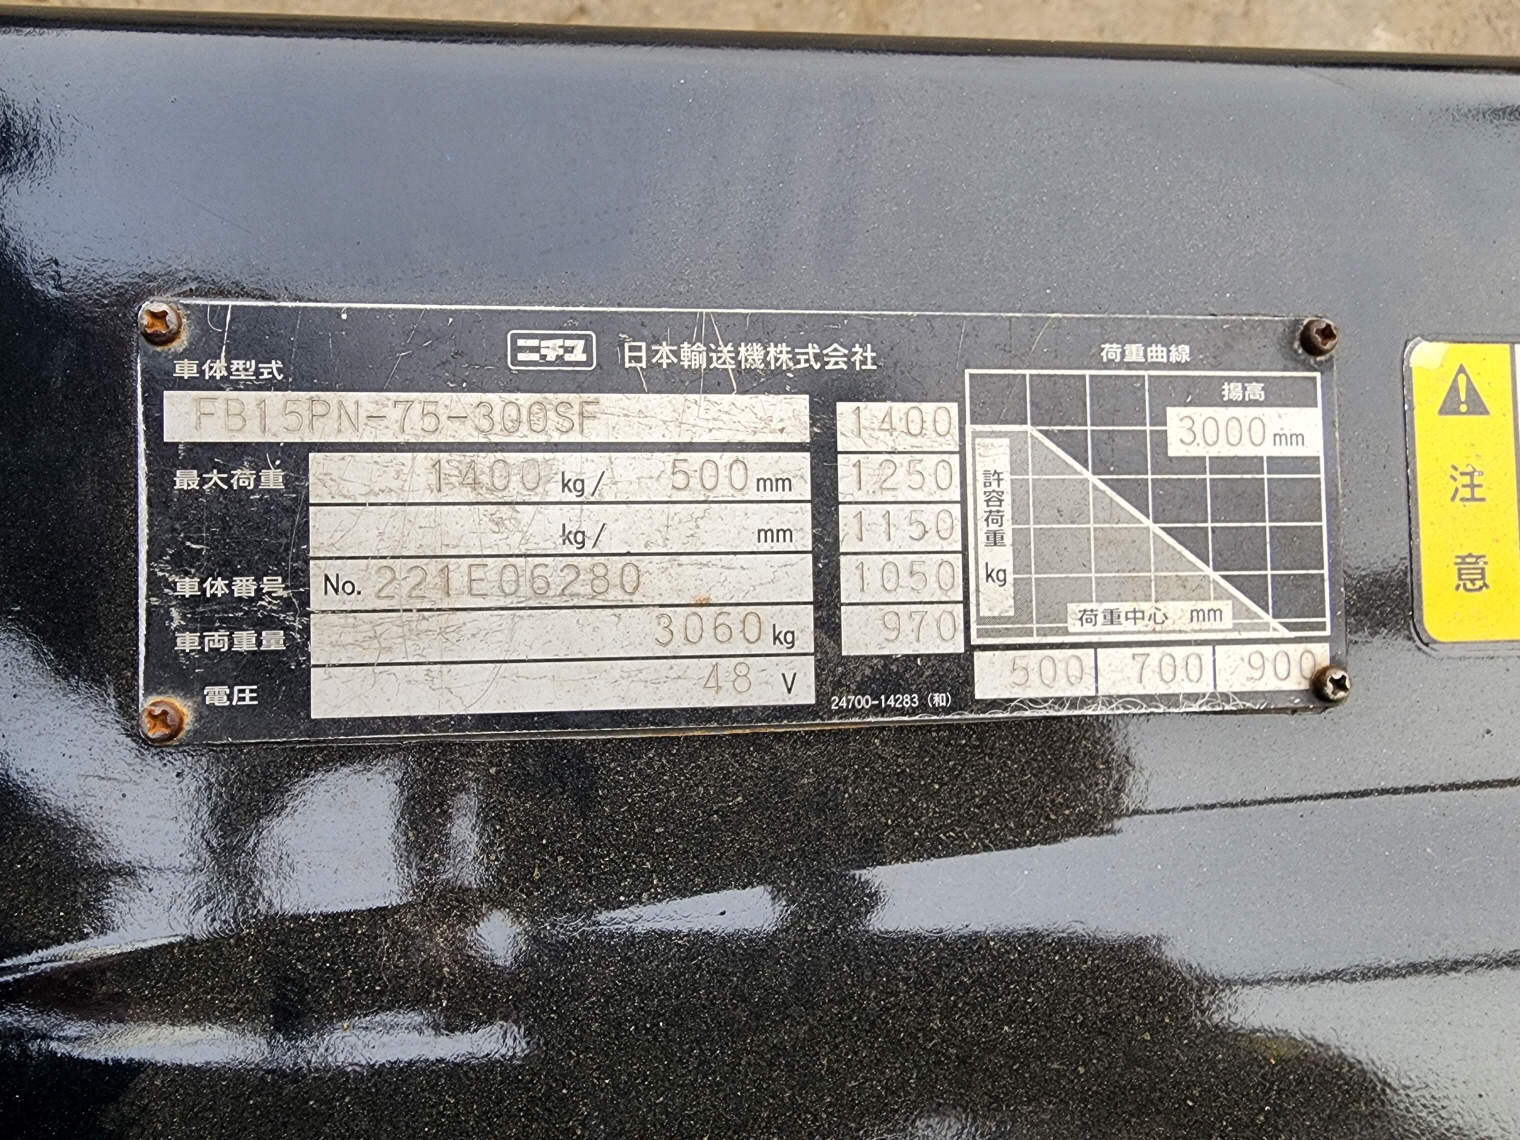 ニチユ 日本輸送機株式会社
車体型式
FB15PN-75-300SF
最大荷重 1400 kg/ 500 mm
kg/ mm
車体番号 No. 221E06280
車両重量 3060 kg
電圧 48 V
1400
1250
1150
1050
970
24700-14283 (和)
荷重曲線
揚高
3000 mm
許容荷重 kg
荷重中心 mm
500 700 900
注意